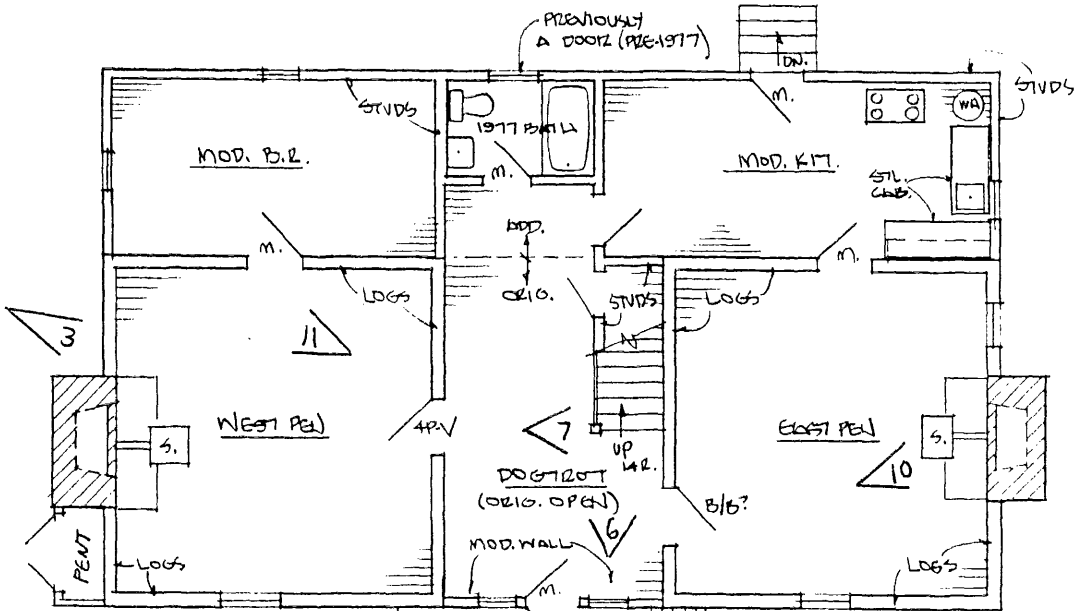 PREVIOUSLY
A DOOR (PRE-1977)
DN.
STUDS
STUDS
M.
WA
1977 BATH
MOD. B.R.
MOD. KIT.
M.
STL.
CAB.
ADD.
M.
M.
ORIG.
LOGS
STUDS
LOGS
3
11
N
WEST PEN
4P-V
7
EAST PEN
S.
S.
UP
14R.
10
DOGTROT
(ORIG. OPEN)
B/B?
6
MOD. WALL
PENT
LOGS
LOGS
M.